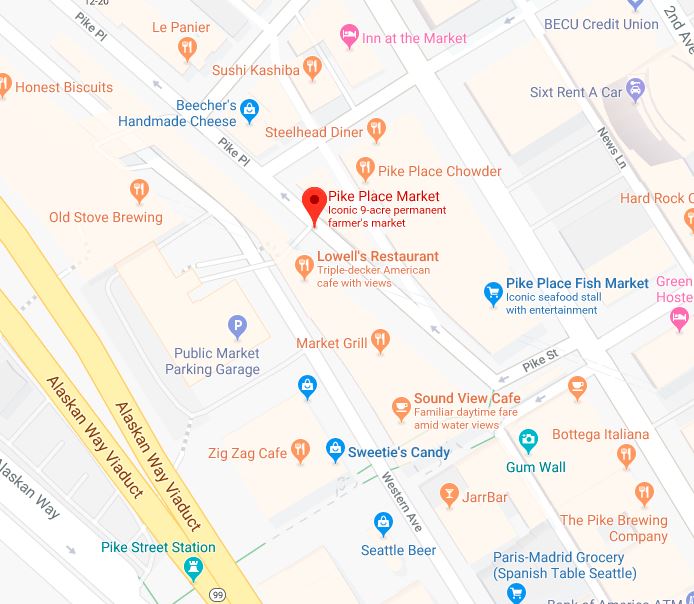 12-20
Pike Pl
Le Panier
Inn at the Market
BECU Credit Union
2nd Ave
Sushi Kashiba
Honest Biscuits
Sixt Rent A Car
Beecher's
Handmade Cheese
Steelhead Diner
News Ln
Pike Pl
Pike Place Chowder
Pike Place Market
Iconic 9-acre permanent
farmer's market
Hard Rock C
Old Stove Brewing
Lowell's Restaurant
Triple-decker American
cafe with views
Pike Place Fish Market
Iconic seafood stall
with entertainment
Green
Hoste
Public Market
Parking Garage
Market Grill
Pike St
Alaskan Way Viaduct
Alaskan Way Viaduct
Sound View Cafe
Familiar daytime fare
amid water views
Bottega Italiana
Zig Zag Cafe
Sweetie's Candy
Gum Wall
Alaskan Way
Western Ave
JarrBar
The Pike Brewing
Company
Seattle Beer
Pike Street Station
Paris-Madrid Grocery
(Spanish Table Seattle)
99
Bank of America ATM